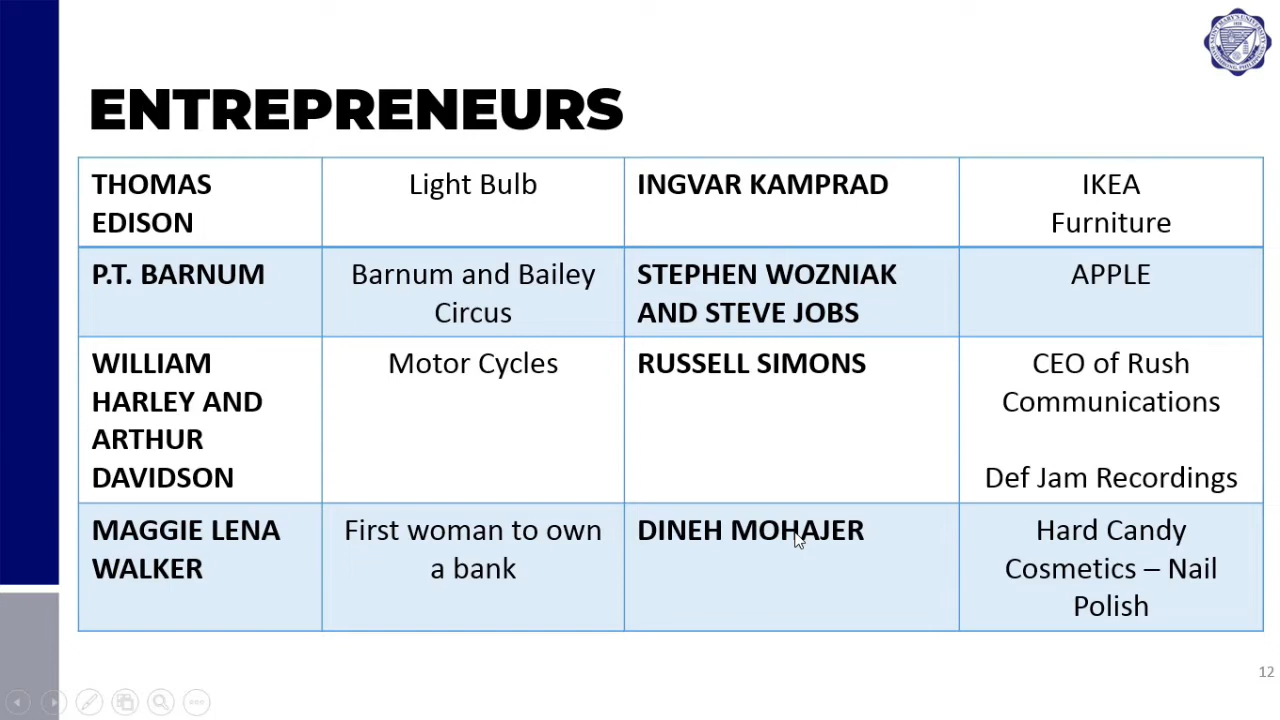 ENTREPRENEURS
THOMAS
EDISON
Light Bulb
INGVAR KAMPRAD
IKEA
Furniture
P.T. BARNUM
Barnum and Bailey
Circus
STEPHEN WOZNIAK
AND STEVE JOBS
APPLE
WILLIAM
HARLEY AND
ARTHUR
DAVIDSON
Motor Cycles
RUSSELL SIMONS
CEO of Rush
Communications
Def Jam Recordings
MAGGIE LENA
WALKER
First woman to own
a bank
DINEH MOHAJER
Hard Candy
Cosmetics – Nail
Polish
12